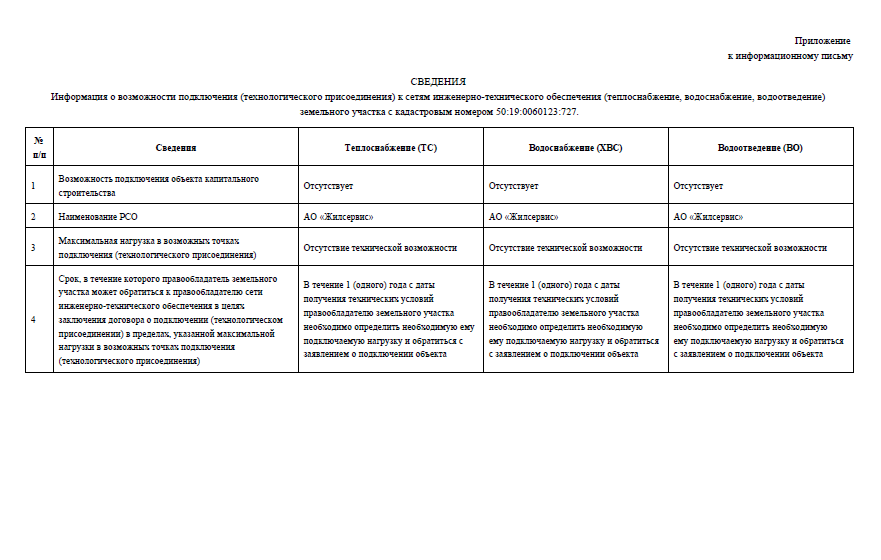 Приложение
к информационному письму
СВЕДЕНИЯ
Информация о возможности подключения (технологического присоединения) к сетям инженерно-технического обеспечения (теплоснабжение, водоснабжение, водоотведение)
земельного участка с кадастровым номером 50:19:0060123:727.
№
п/п
Сведения
Теплоснабжение (ТС)
Водоснабжение (ХВС)
Водоотведение (ВО)
1
Возможность подключения объекта капитального
строительства
Отсутствует
Отсутствует
Отсутствует
2
Наименование РСО
АО «Жилсервис»
АО «Жилсервис»
АО «Жилсервис»
3
Максимальная нагрузка в возможных точках
подключения (технологического присоединения)
Отсутствие технической возможности
Отсутствие технической возможности
Отсутствие технической возможности
4
Срок, в течение которого правообладатель земельного
участка может обратиться к правообладателю сети
инженерно-технического обеспечения в целях
заключения договора о подключении (технологическом
присоединении) в пределах, указанной максимальной
нагрузки в возможных точках подключения
(технологического присоединения)
В течение 1 (одного) года с даты
получения технических условий
правообладателю земельного участка
необходимо определить необходимую ему
подключаемую нагрузку и обратиться с
заявлением о подключении объекта
В течение 1 (одного) года с даты
получения технических условий
правообладателю земельного участка
необходимо определить необходимую
ему подключаемую нагрузку и обратиться
с заявлением о подключении объекта
В течение 1 (одного) года с даты
получения технических условий
правообладателю земельного участка
необходимо определить необходимую
ему подключаемую нагрузку и обратиться
с заявлением о подключении объекта